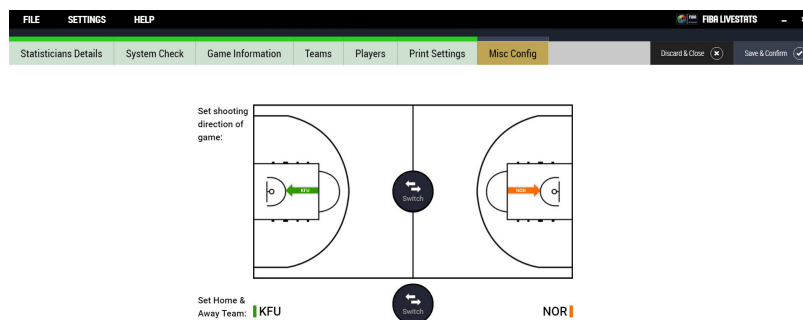 FILE SETTINGS HELP FIBA LIVESTATS
Statisticians Details System Check Game Information Teams Players Print Settings Misc Config Discard & Close Save & Confirm
Set shooting
direction of
game:
KFU NOR
Switch
Set Home &
Away Team: KFU Switch NOR